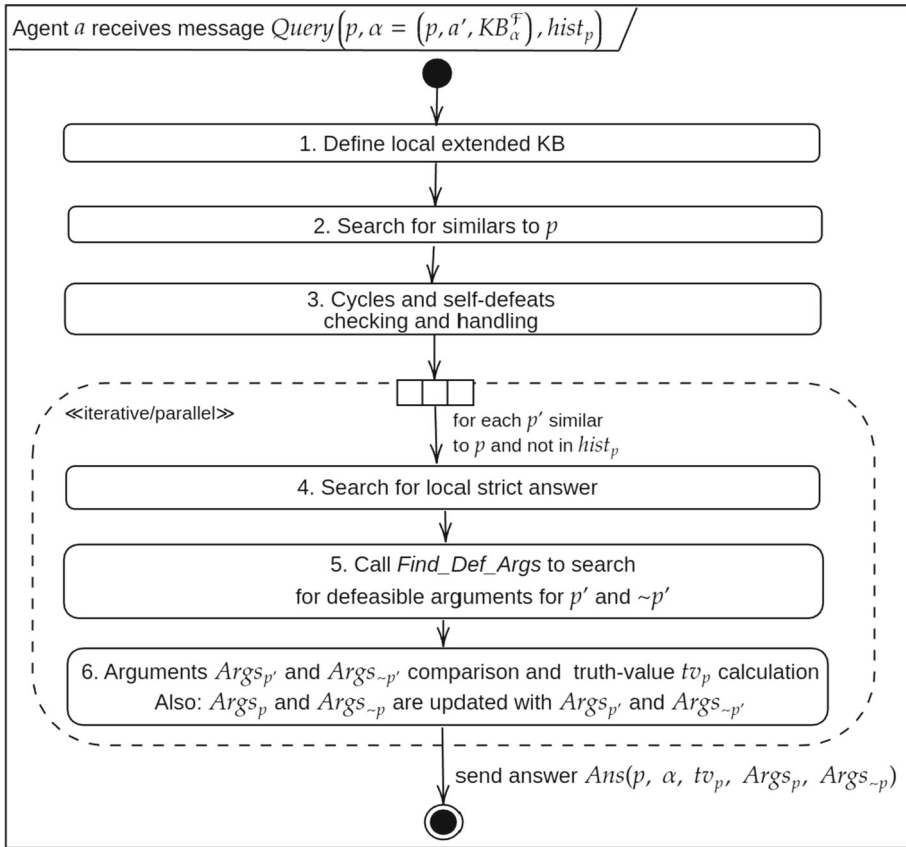 Agent a receives message Query(p, α = (p, a′, KB_α^ℱ), hist_p)
1. Define local extended KB
2. Search for similars to p
3. Cycles and self-defeats
checking and handling
≪iterative/parallel≫
for each p′ similar
to p and not in hist_p
4. Search for local strict answer
5. Call Find_Def_Args to search
for defeasible arguments for p′ and ~p′
6. Arguments Args_p′ and Args_~p′ comparison and truth-value tv_p calculation
Also: Args_p and Args_~p are updated with Args_p′ and Args_~p′
send answer Ans(p, α, tv_p, Args_p, Args_~p)